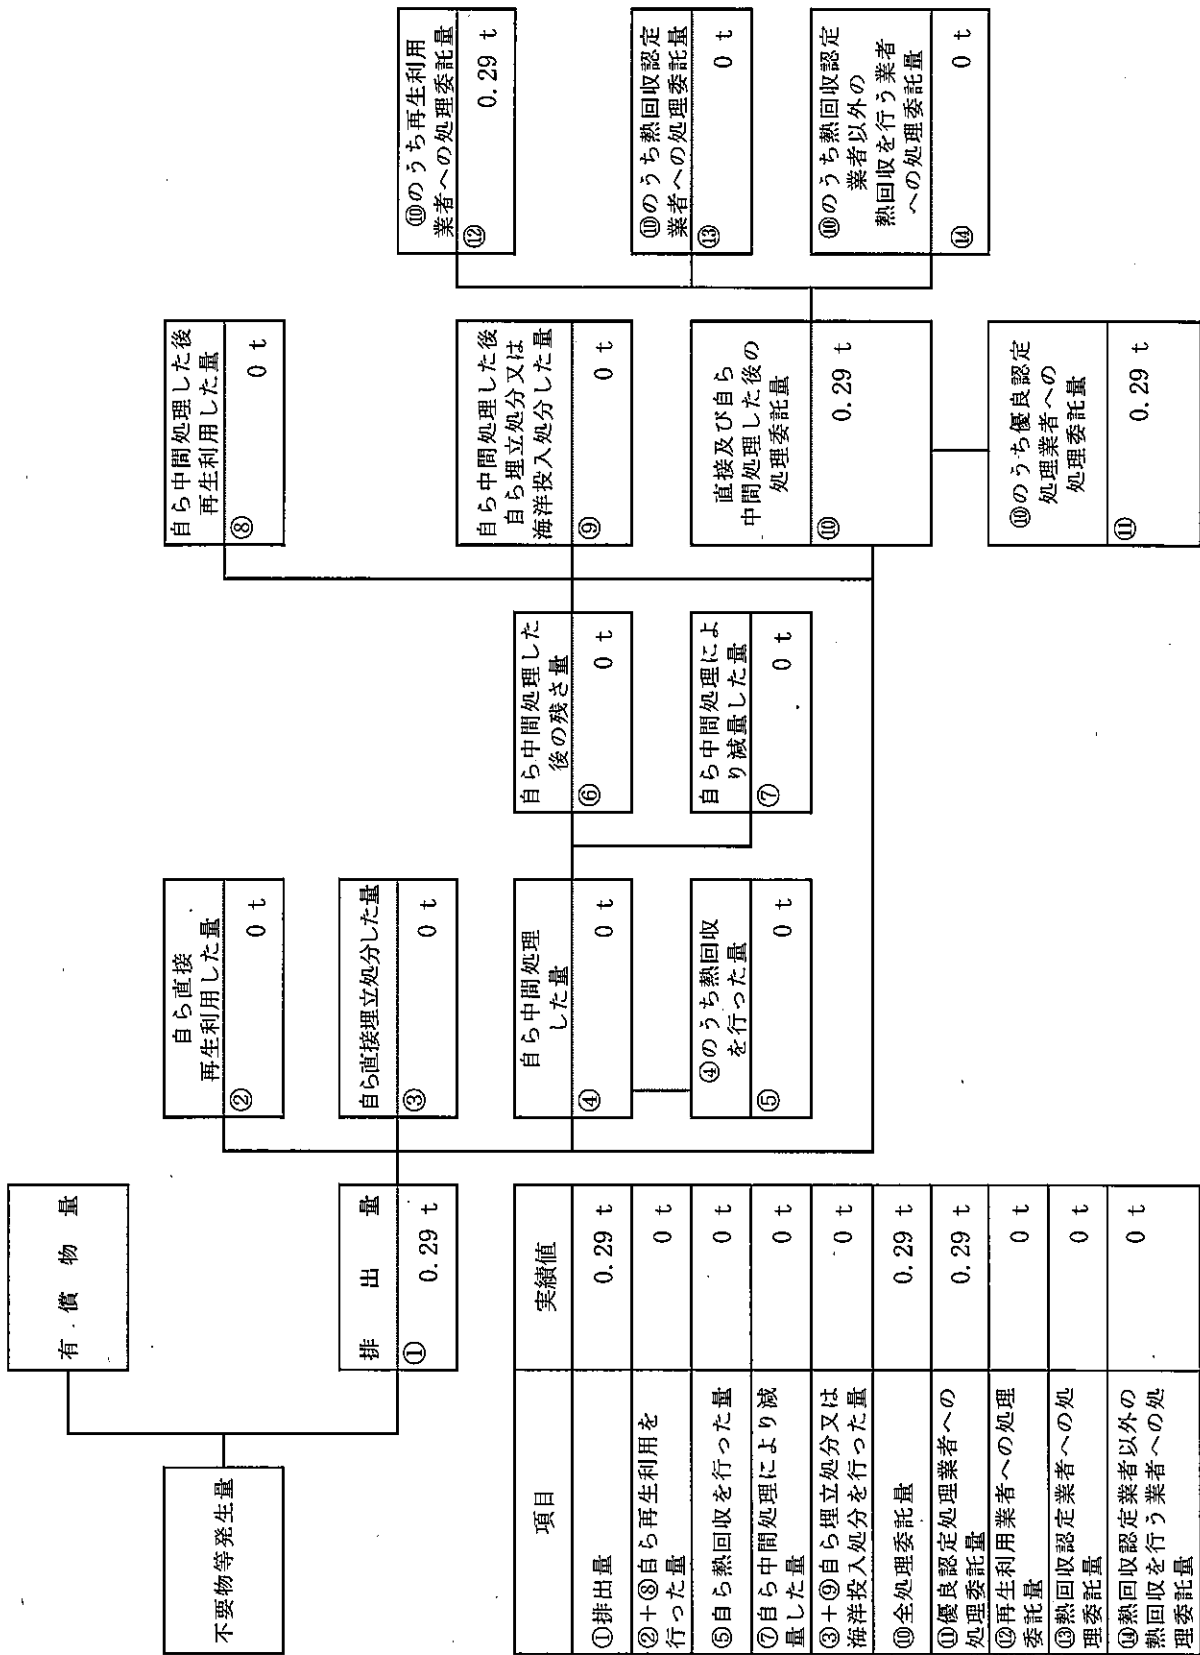 不要物等発生量
有 償 物 量
排 出 量
① 0.29 t
自ら直接
再生利用した量
② 0 t
自ら直接埋立処分した量
③ 0 t
自ら中間処理
した量
④ 0 t
④のうち熱回収
を行った量
⑤ 0 t
自ら中間処理した
後の残さ量
⑥ 0 t
自ら中間処理によ
り減量した量
⑦ 0 t
自ら中間処理した後
再生利用した量
⑧ 0 t
自ら中間処理した後
自ら埋立処分又は
海洋投入処分した量
⑨ 0 t
直接及び自ら
中間処理した後の
処理委託量
⑩ 0.29 t
⑩のうち優良認定
処理業者への
処理委託量
⑪ 0.29 t
⑩のうち再生利用
業者への処理委託量
⑫ 0.29 t
⑩のうち熱回収認定
業者への処理委託量
⑬ 0 t
⑩のうち熱回収認定
業者以外の
熱回収を行う業者
への処理委託量
⑭ 0 t
項目 実績値
①排出量 0.29 t
②+⑧自ら再生利用を
行った量 0 t
⑤自ら熱回収を行った量 0 t
⑦自ら中間処理により減
量した量 0 t
③+⑨自ら埋立処分又は
海洋投入処分を行った量 0 t
⑩全処理委託量 0.29 t
⑪優良認定処理業者への
処理委託量 0.29 t
⑫再生利用業者への処理
委託量 0 t
⑬熱回収認定業者への処
理委託量 0 t
⑭熱回収認定業者以外の
熱回収を行う業者への処
理委託量 0 t